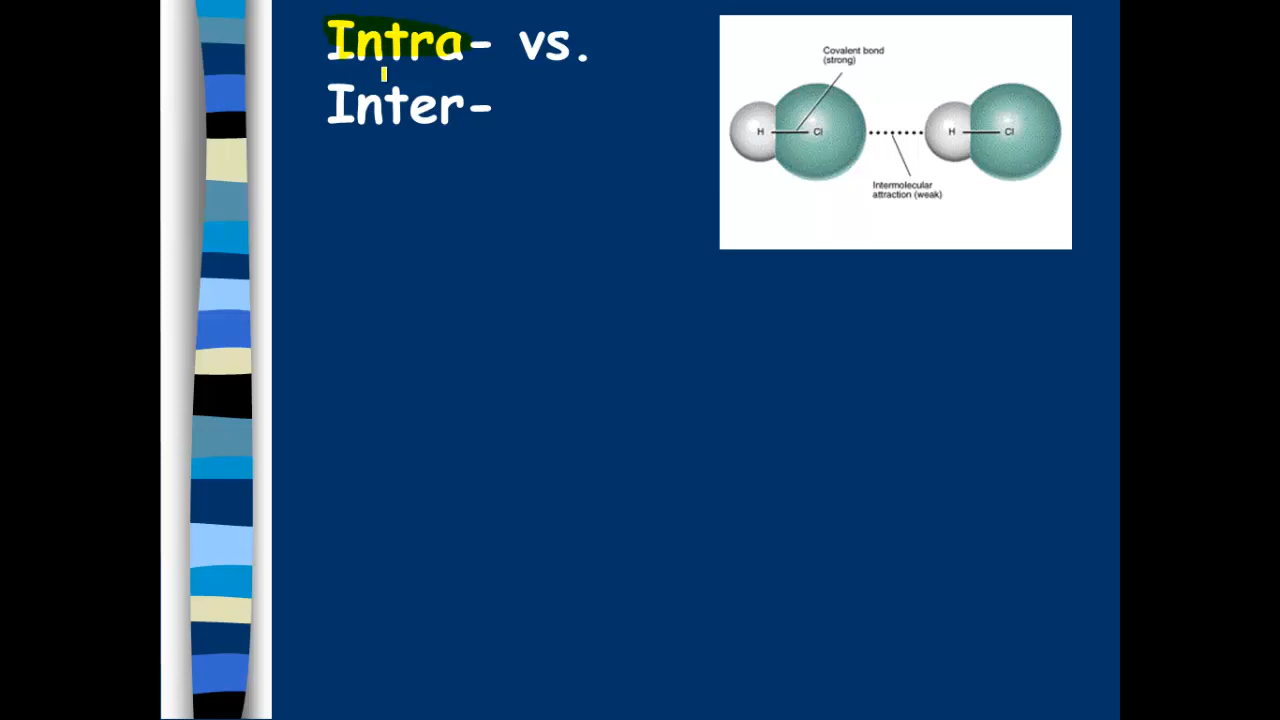 Intra- vs.
Inter-
Covalent bond
(strong)
H Cl H Cl
Intermolecular
attraction (weak)